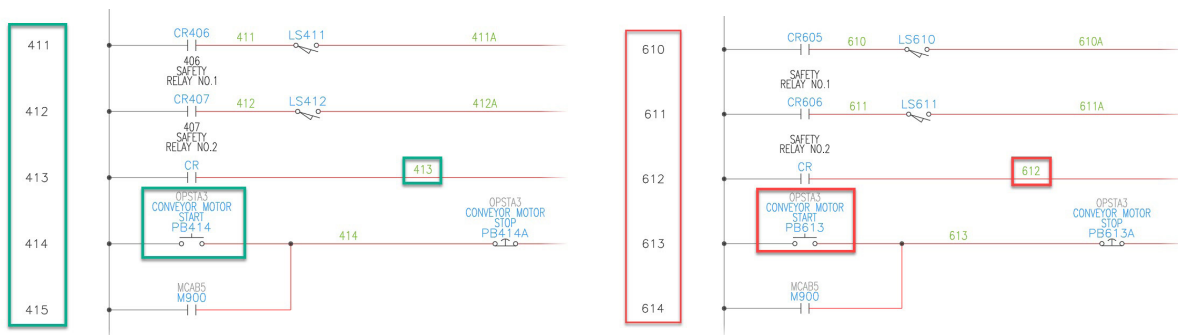 CR406 411 LS411 411A
411
406
SAFETY
RELAY NO.1
CR407 412 LS412 412A
412
407
SAFETY
RELAY NO.2
CR
413 413
OPSTA3
CONVEYOR MOTOR
START
PB414
OPSTA3
CONVEYOR MOTOR
STOP
PB414A
414 414
MCAB5
M900
415
CR605 610 LS610 610A
610
SAFETY
RELAY NO.1
CR606 611 LS611 611A
611
SAFETY
RELAY NO.2
CR
612 612
OPSTA3
CONVEYOR MOTOR
START
PB613
OPSTA3
CONVEYOR MOTOR
STOP
PB613A
613 613
MCAB5
M900
614